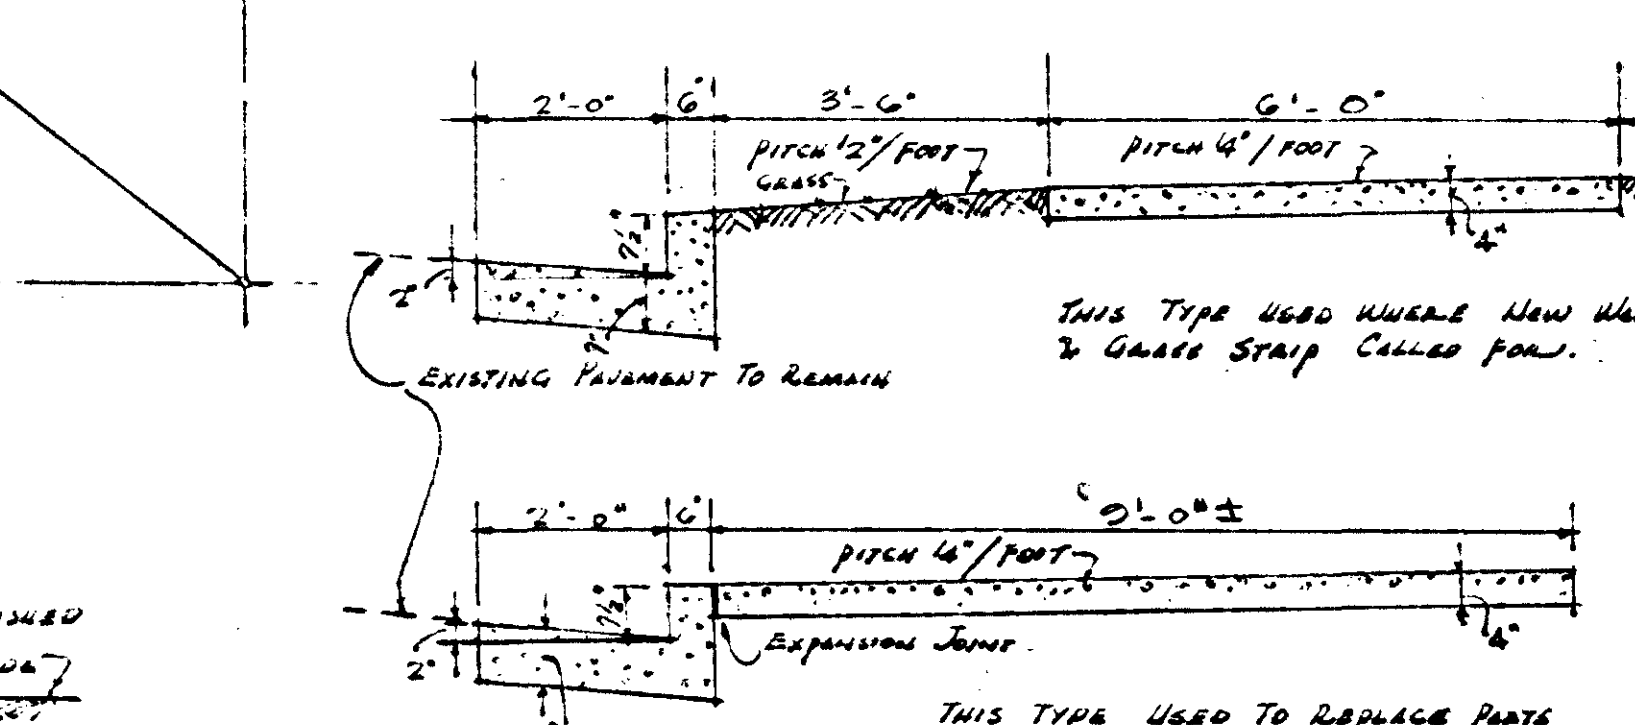 2'-0" 6" 3'-6" 6'-0"
PITCH 1/2"/FOOT PITCH 1/4"/FOOT
GRASS
7 1/2"
4"
2"
7"
THIS TYPE USED WHERE NEW
& GRASS STRIP CALLED FOR.
EXISTING PAVEMENT TO REMAIN
2'-0" 6" 9'-0"±
PITCH 1/4"/FOOT
7 1/2"
2"
EXPANSION JOINT
4"
THIS TYPE USED TO REPLACE PARTS